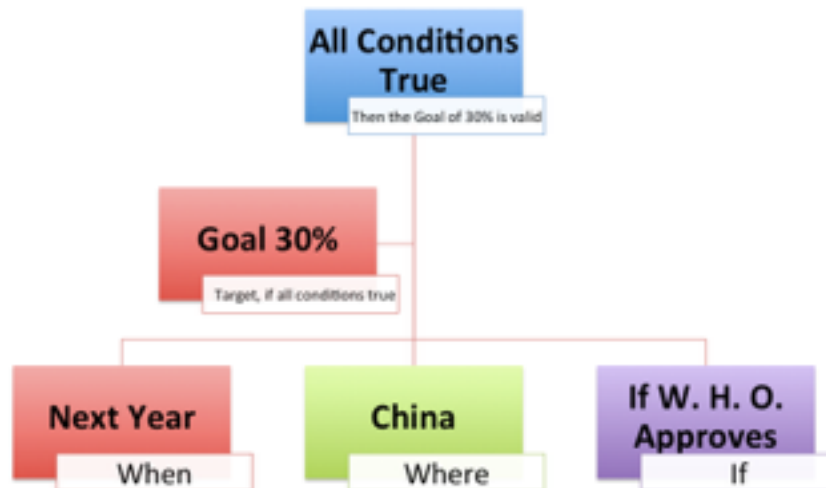 All Conditions
True
Then the Goal of 30% is valid
Goal 30%
Target, if all conditions true
Next Year
When
China
Where
If W. H. O.
Approves
If